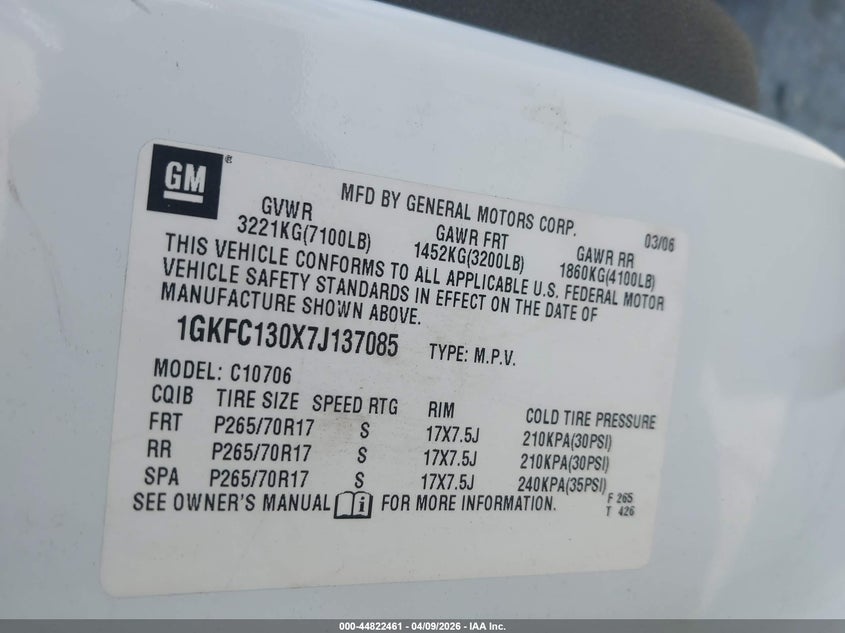 GM ®
MFD BY GENERAL MOTORS CORP. 03/06
GVWR GAWR FRT GAWR RR
3221KG(7100LB) 1452KG(3200LB) 1860KG(4100LB)
THIS VEHICLE CONFORMS TO ALL APPLICABLE U.S. FEDERAL MOTOR
VEHICLE SAFETY STANDARDS IN EFFECT ON THE DATE OF
MANUFACTURE SHOWN ABOVE.
1GKFC130X7J137085 TYPE: M.P.V.
MODEL: C10706
CQIB TIRE SIZE SPEED RTG RIM COLD TIRE PRESSURE
FRT P265/70R17 S 17X7.5J 210KPA(30PSI)
RR P265/70R17 S 17X7.5J 210KPA(30PSI)
SPA P265/70R17 S 17X7.5J 240KPA(35PSI)
SEE OWNER'S MANUAL FOR MORE INFORMATION.
F 265
T 426
000-44822461 - 04/09/2026 - IAA Inc.